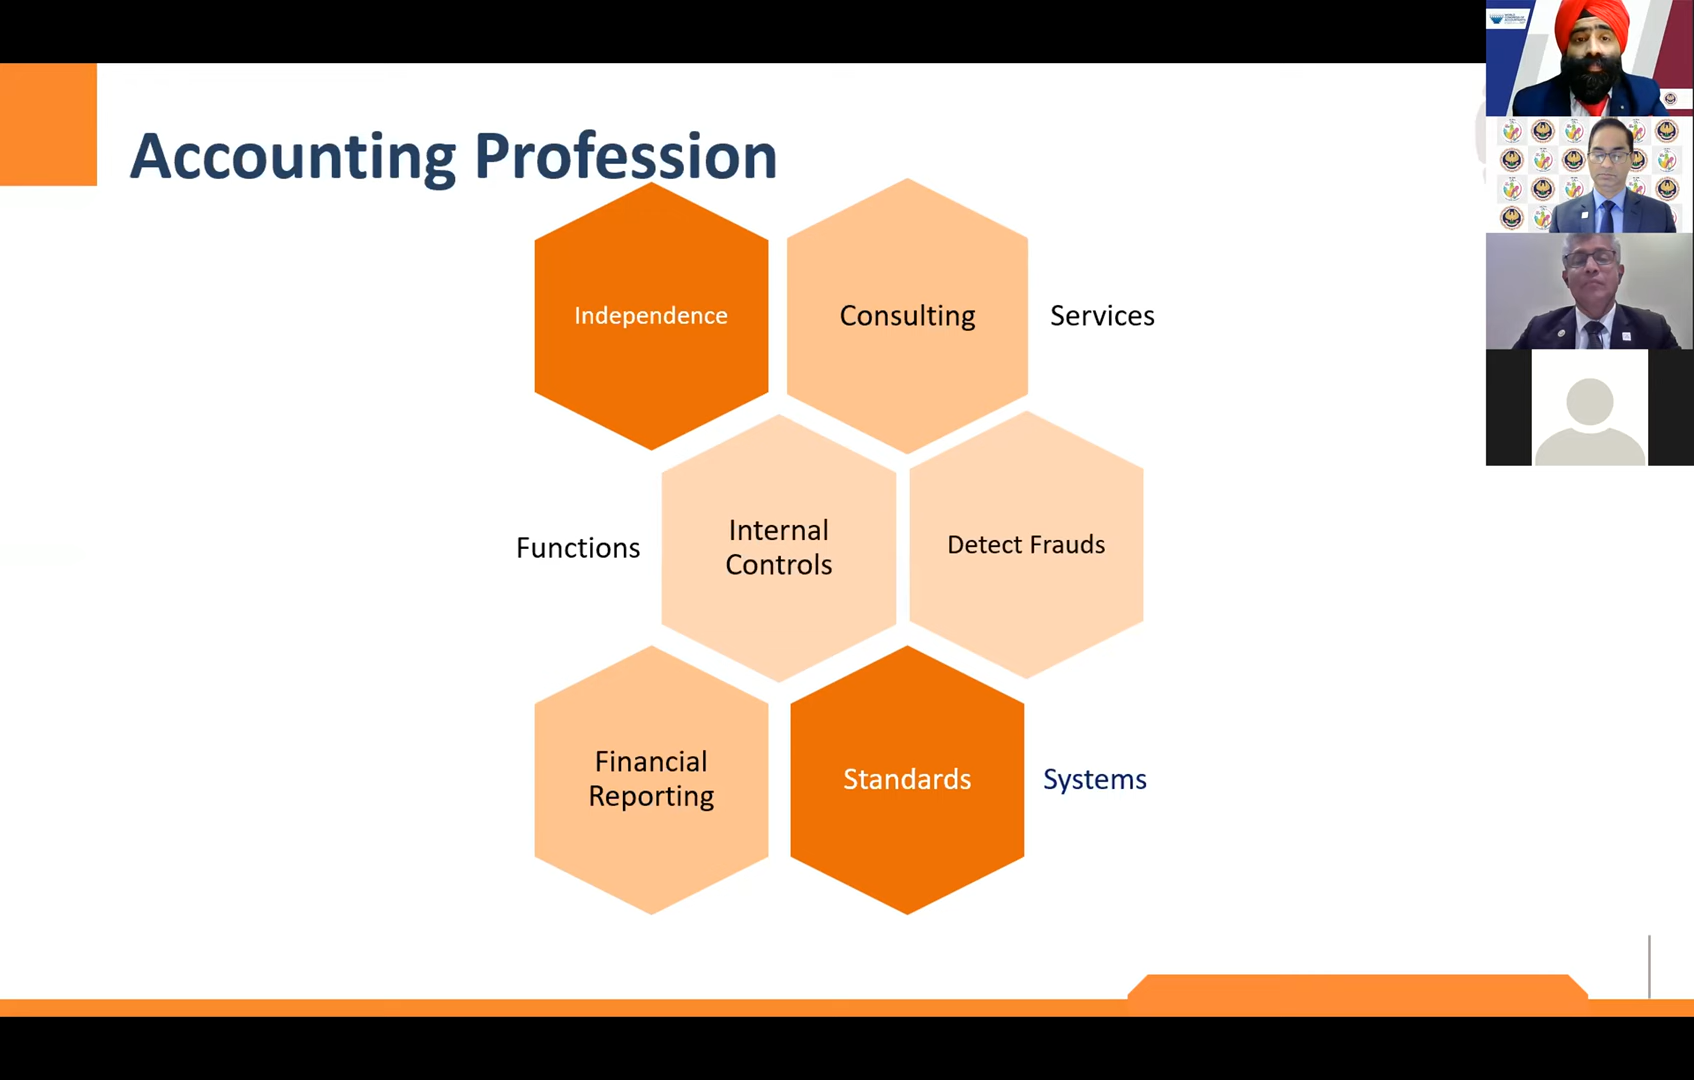 Accounting Profession
Independence
Consulting
Services
Functions
Internal
Controls
Detect Frauds
Financial
Reporting
Standards
Systems